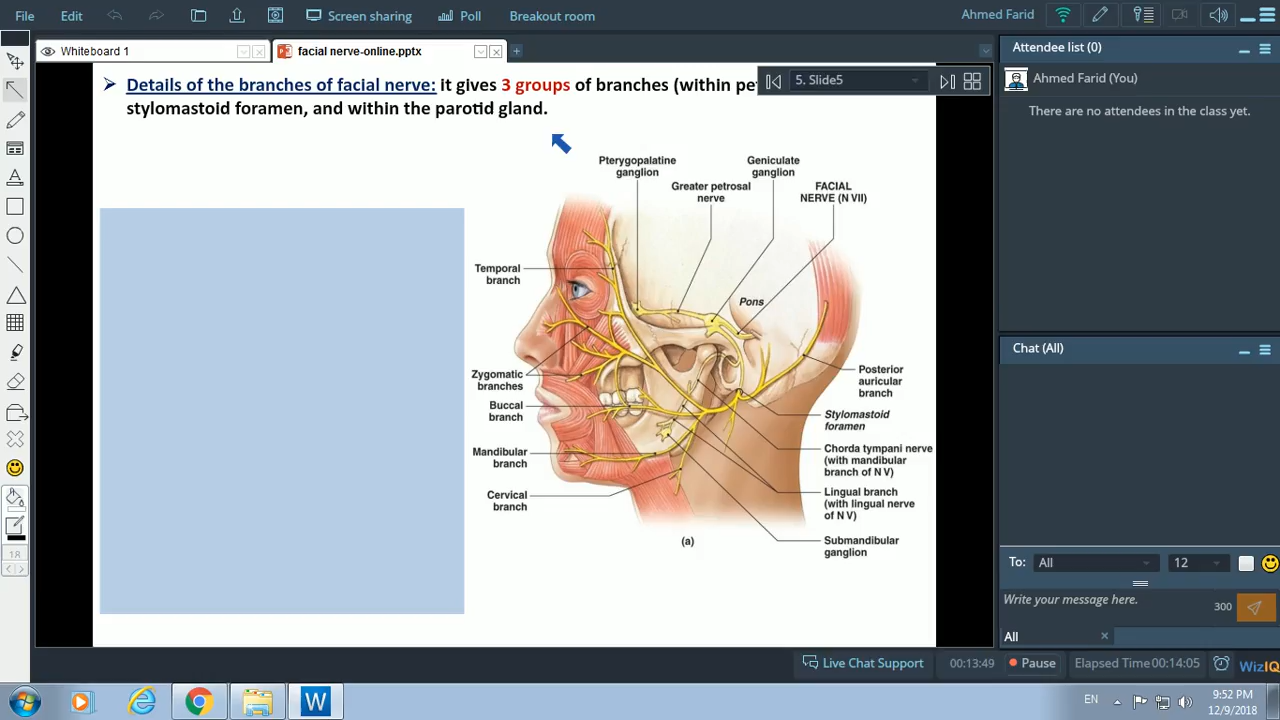 File
Edit
Screen sharing
Poll
Breakout room
Ahmed Farid
Whiteboard 1
facial nerve-online.pptx
5. Slide5
Details of the branches of facial nerve: it gives 3 groups of branches (within
stylomastoid foramen, and within the parotid gland.
Pterygopalatine
ganglion
Geniculate
ganglion
Greater petrosal
nerve
FACIAL
NERVE (N VII)
Temporal
branch
Pons
Zygomatic
branches
Buccal
branch
Mandibular
branch
Cervical
branch
Posterior
auricular
branch
Stylomastoid
foramen
Chorda tympani nerve
(with mandibular
branch of N V)
Lingual branch
(with lingual nerve
of N V)
Submandibular
ganglion
(a)
Attendee list (0)
Ahmed Farid (You)
There are no attendees in the class yet.
Chat (All)
To:
All
12
Write your message here.
300
All
Live Chat Support
00:13:49
Pause
Elapsed Time 00:14:05
WizIQ
EN
9:52 PM
12/9/2018